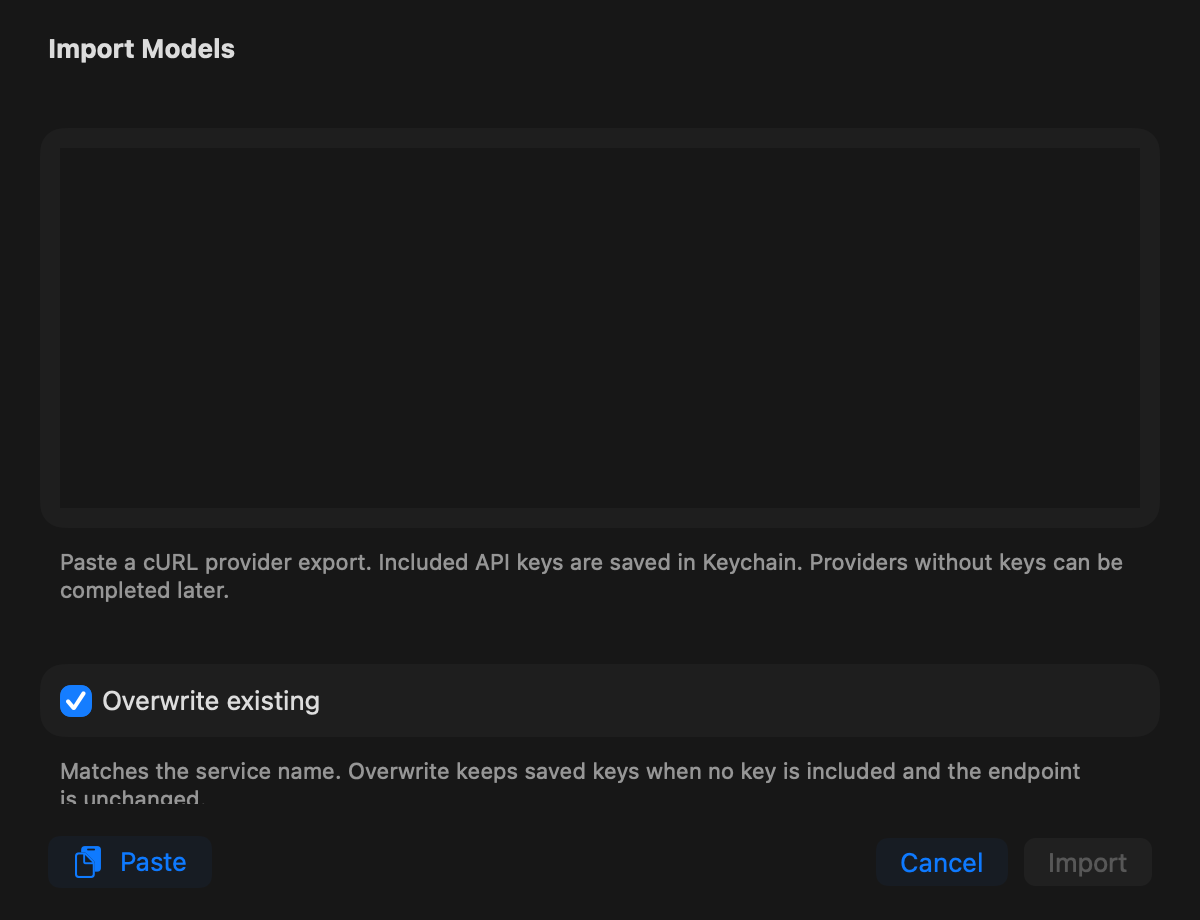 Import Models
Paste a cURL provider export. Included API keys are saved in Keychain. Providers without keys can be
completed later.
Overwrite existing
Matches the service name. Overwrite keeps saved keys when no key is included and the endpoint
is unchanged.
Paste
Cancel
Import